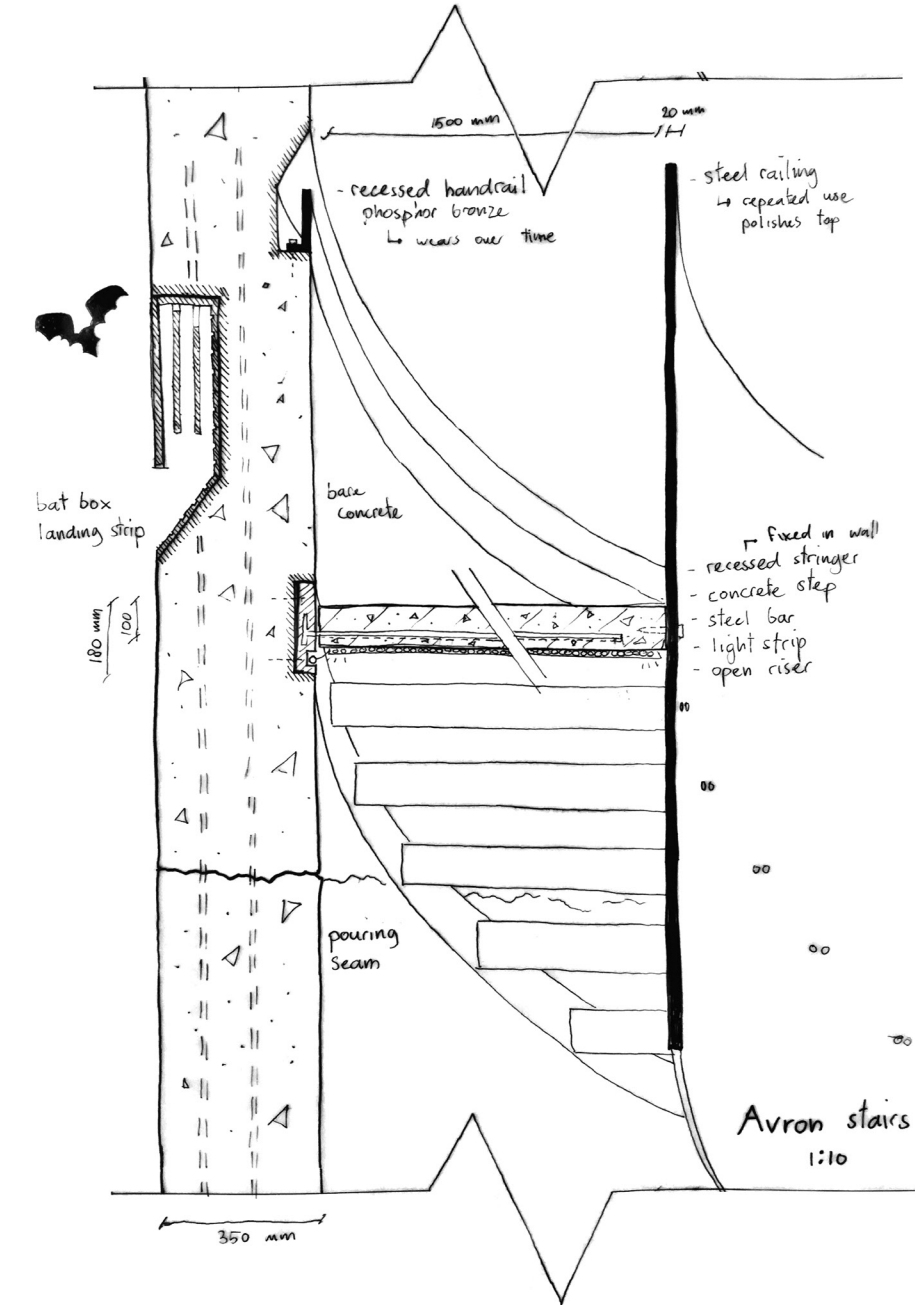 1500 mm
20 mm
- recessed handrail
phosphor bronze
↳ wears over time
- steel railing
↳ repeated use
polishes top
bat box
landing strip
bare
concrete
180 mm
100
↱ fixed in wall
- recessed stringer
- concrete step
- steel bar
- light strip
- open riser
pouring
seam
Avron stairs
1:10
350 mm